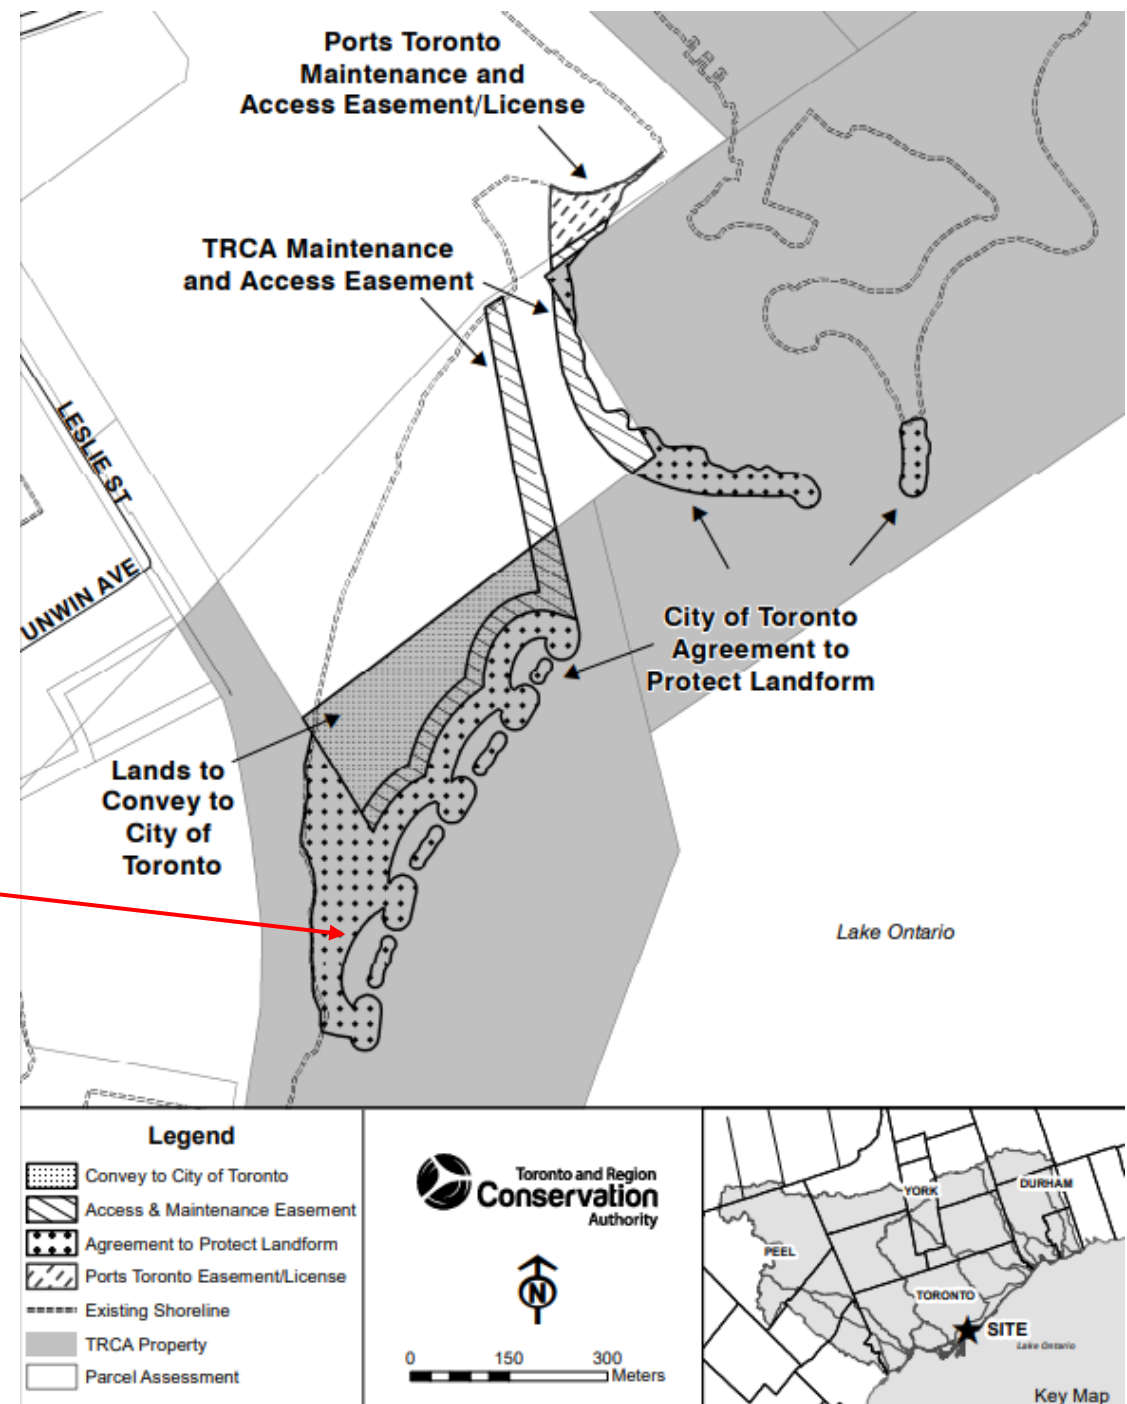 Ports Toronto
Maintenance and
Access Easement/License
TRCA Maintenance
and Access Easement
LESLIE ST
UNWIN AVE
City of Toronto
Agreement to
Protect Landform
Lands to
Convey to
City of
Toronto
Lake Ontario
Legend
Convey to City of Toronto
Access & Maintenance Easement
Agreement to Protect Landform
Ports Toronto Easement/License
Existing Shoreline
TRCA Property
Parcel Assessment
Toronto and Region
Conservation
Authority
N
0 150 300
Meters
YORK
DURHAM
PEEL
TORONTO
SITE
Lake Ontario
Key Map